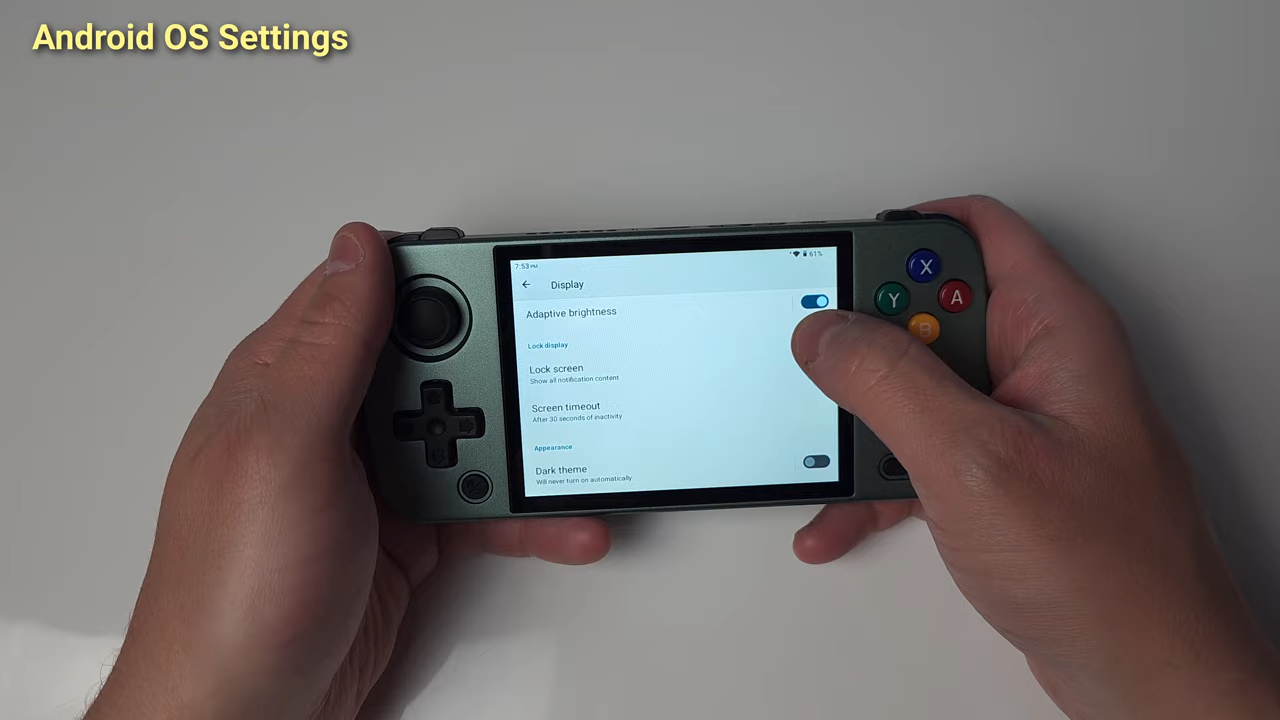 Android OS Settings
7:53 PM
61%
Display
Adaptive brightness
Lock display
Lock screen
Show all notification content
Screen timeout
After 30 seconds of inactivity
Appearance
Dark theme
Will never turn on automatically
X
Y
A
B